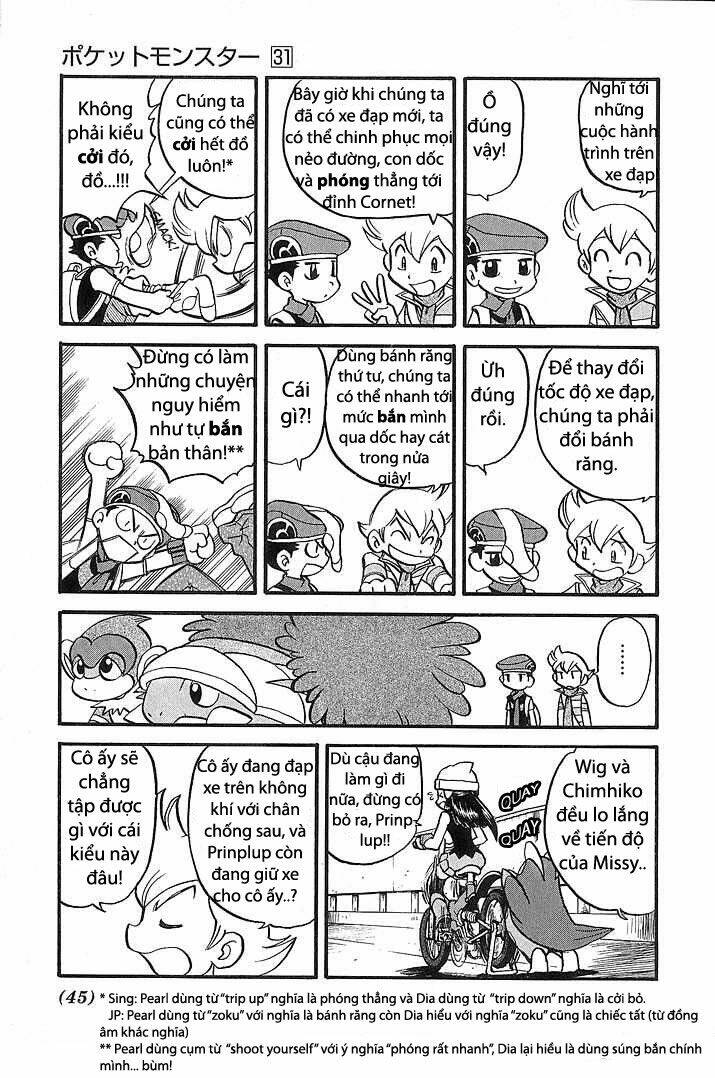 ポケットモンスター 31
Nghĩ tới
những
cuộc hành
trình trên
xe đạp
Ồ
đúng
vậy!
Bây giờ khi chúng ta
đã có xe đạp mới, ta
có thể chinh phục mọi
nẻo đường, con dốc
và phóng thẳng tới
đỉnh Cornet!
Chúng ta
cũng có thể
cởi hết đồ
luôn!*
Không
phải kiểu
cởi đó,
đồ...!!!
SMACK!
Để thay đổi
tốc độ xe đạp,
chúng ta phải
đổi bánh
răng.
Ừh
đúng
rồi.
Dùng bánh răng
thứ tư, chúng ta
có thể nhanh tới
mức bắn mình
qua dốc hay cát
trong nửa
giây!
Cái
gì?!
Đừng có làm
những chuyện
nguy hiểm
như tự bắn
bản thân!**
......
Wig và
Chimhiko
đều lo lắng
về tiến độ
của Missy..
QUAY
QUAY
Dù cậu đang
làm gì đi
nữa, đừng có
bỏ ra, Prinp-
lup!!
Cô ấy đang đạp
xe trên không
khí với chân
chống sau, và
Prinplup còn
đang giữ xe
cho cô ấy..?
Cô ấy sẽ
chẳng
tập được
gì với cái
kiểu này
đâu!
(45) * Sing: Pearl dùng từ "trip up" nghĩa là phóng thẳng và Dia dùng từ "trip down" nghĩa là cởi bỏ.
JP: Pearl dùng từ "zoku" với nghĩa là bánh răng còn Dia hiểu với nghĩa "zoku" cũng là chiếc tất (từ đồng
âm khác nghĩa)
** Pearl dùng cụm từ "shoot yourself" với ý nghĩa "phóng rất nhanh", Dia lại hiểu là dùng súng bắn chính
mình... bùm!